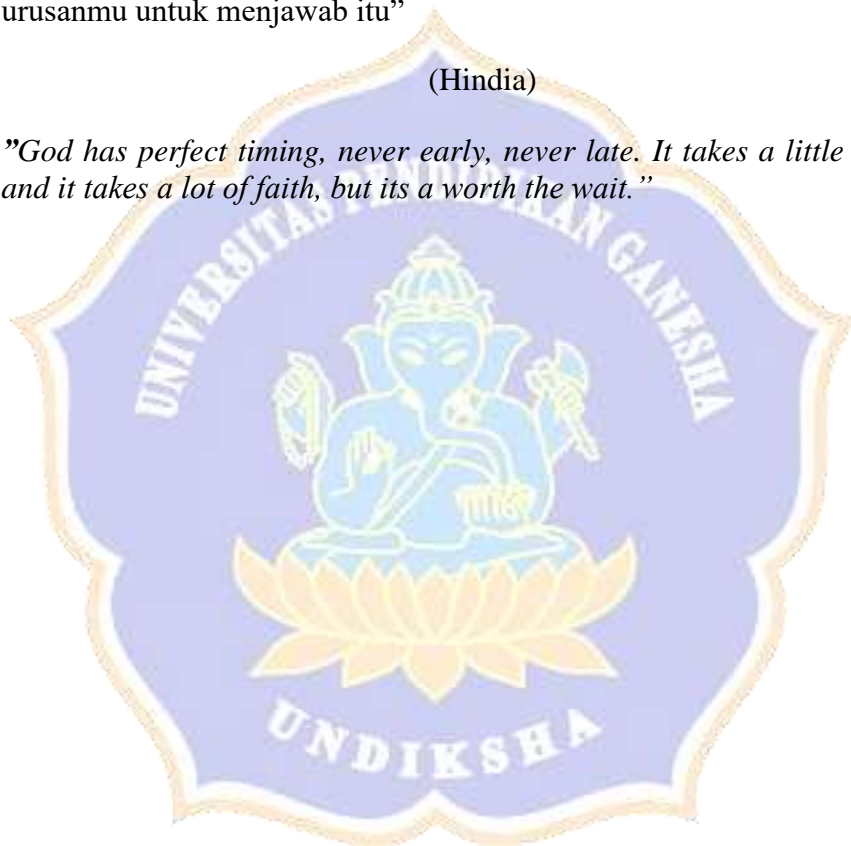 urusanmu untuk menjawab itu”
(Hindia)
”God has perfect timing, never early, never late. It takes a little
and it takes a lot of faith, but its a worth the wait.”
UNIVERSITAS PENDIDIKAN GANESHA
UNDIKSHA